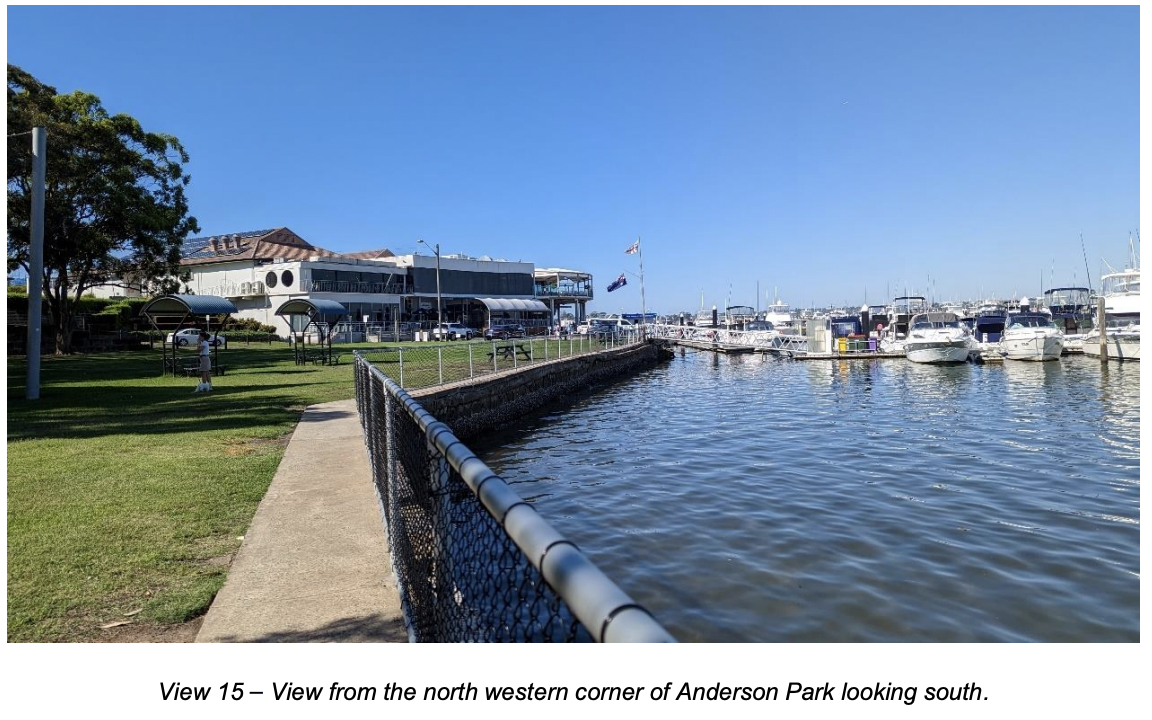 View 15 – View from the north western corner of Anderson Park looking south.